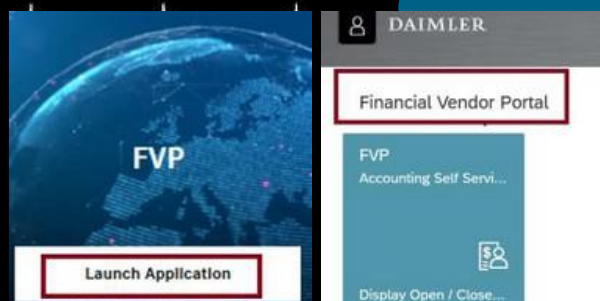 FVP
Launch Application
DAIMLER
Financial Vendor Portal
FVP
Accounting Self Servi...
Display Open / Close...